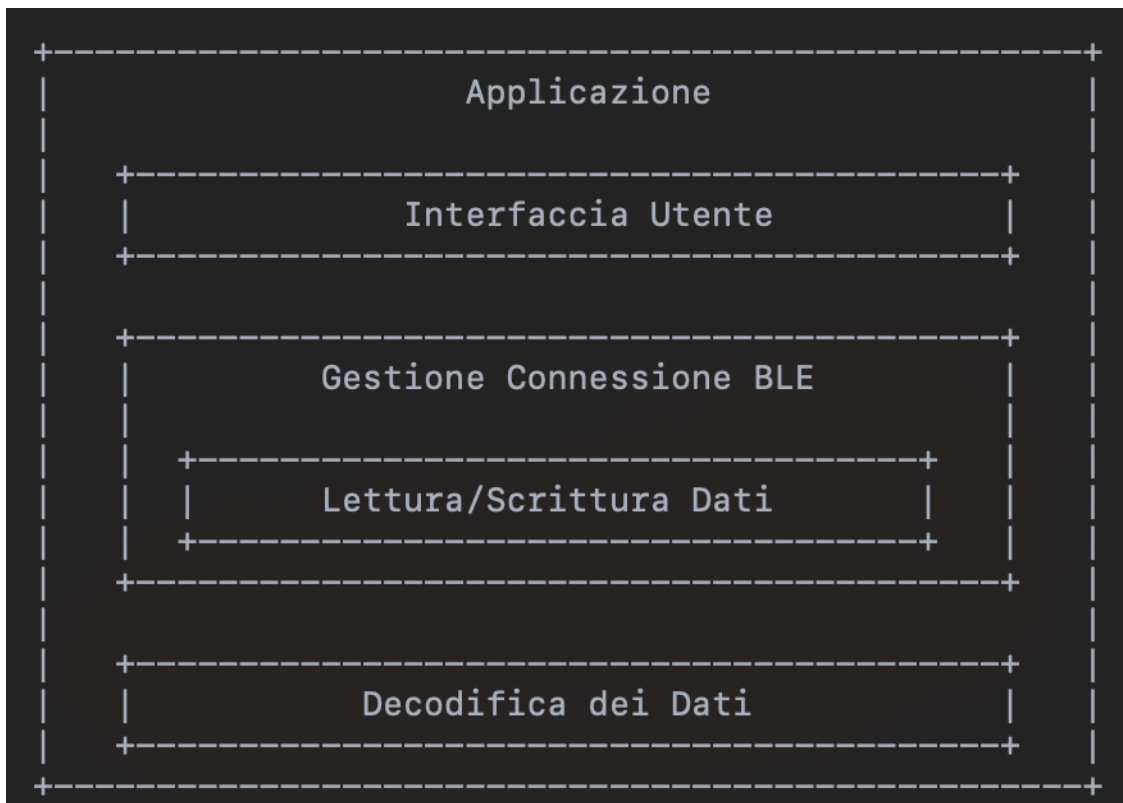 Applicazione
Interfaccia Utente
Gestione Connessione BLE
Lettura/Scrittura Dati
Decodifica dei Dati